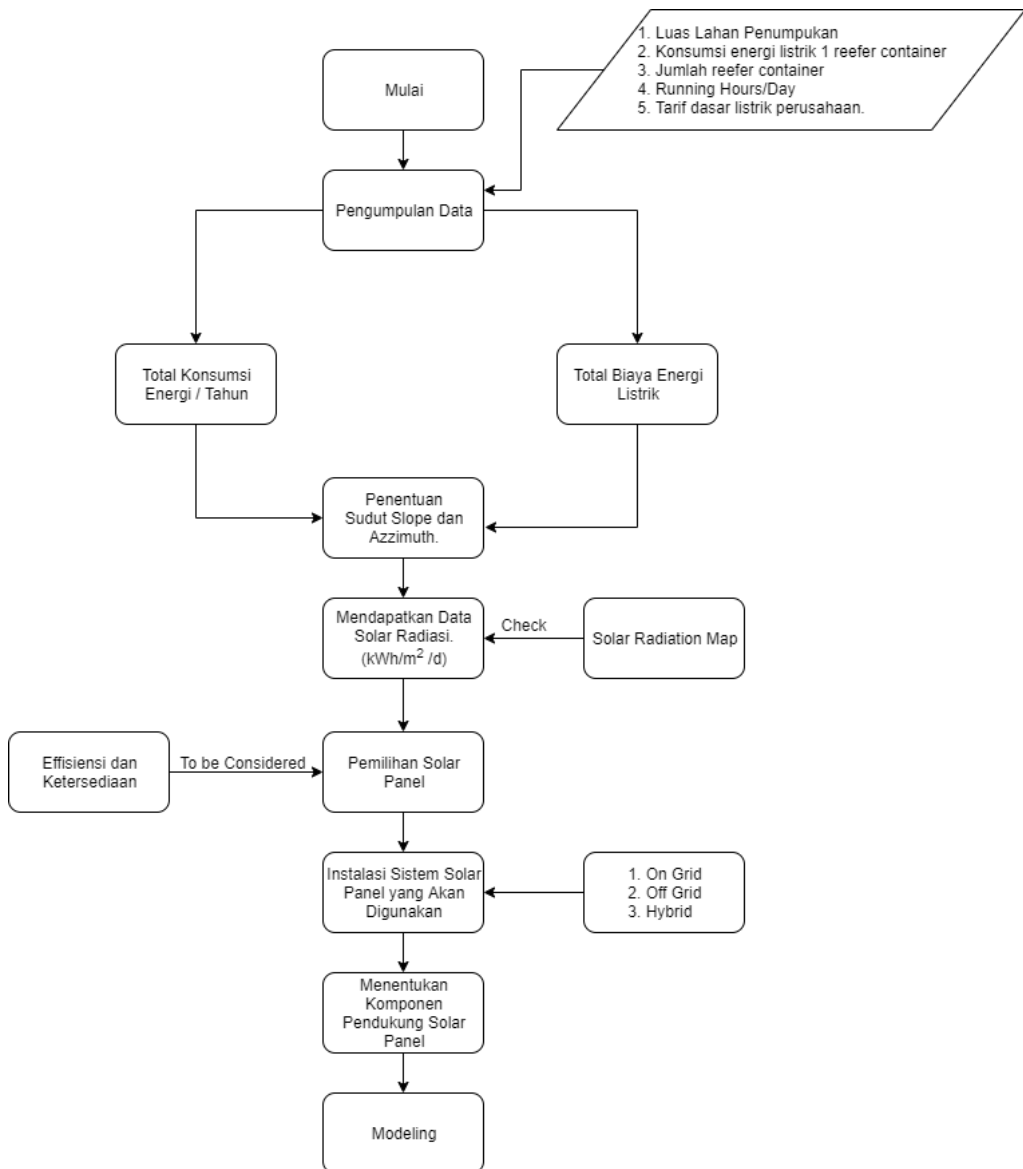 1. Luas Lahan Penumpukan
2. Konsumsi energi listrik 1 reefer container
3. Jumlah reefer container
4. Running Hours/Day
5. Tarif dasar listrik perusahaan.
Mulai
Pengumpulan Data
Total Konsumsi
Energi / Tahun
Total Biaya Energi
Listrik
Penentuan
Sudut Slope dan
Azzimuth.
Mendapatkan Data
Solar Radiasi.
(kWh/m² /d)
Check
Solar Radiation Map
Effisiensi dan
Ketersediaan
To be Considered
Pemilihan Solar
Panel
Instalasi Sistem Solar
Panel yang Akan
Digunakan
1. On Grid
2. Off Grid
3. Hybrid
Menentukan
Komponen
Pendukung Solar
Panel
Modeling